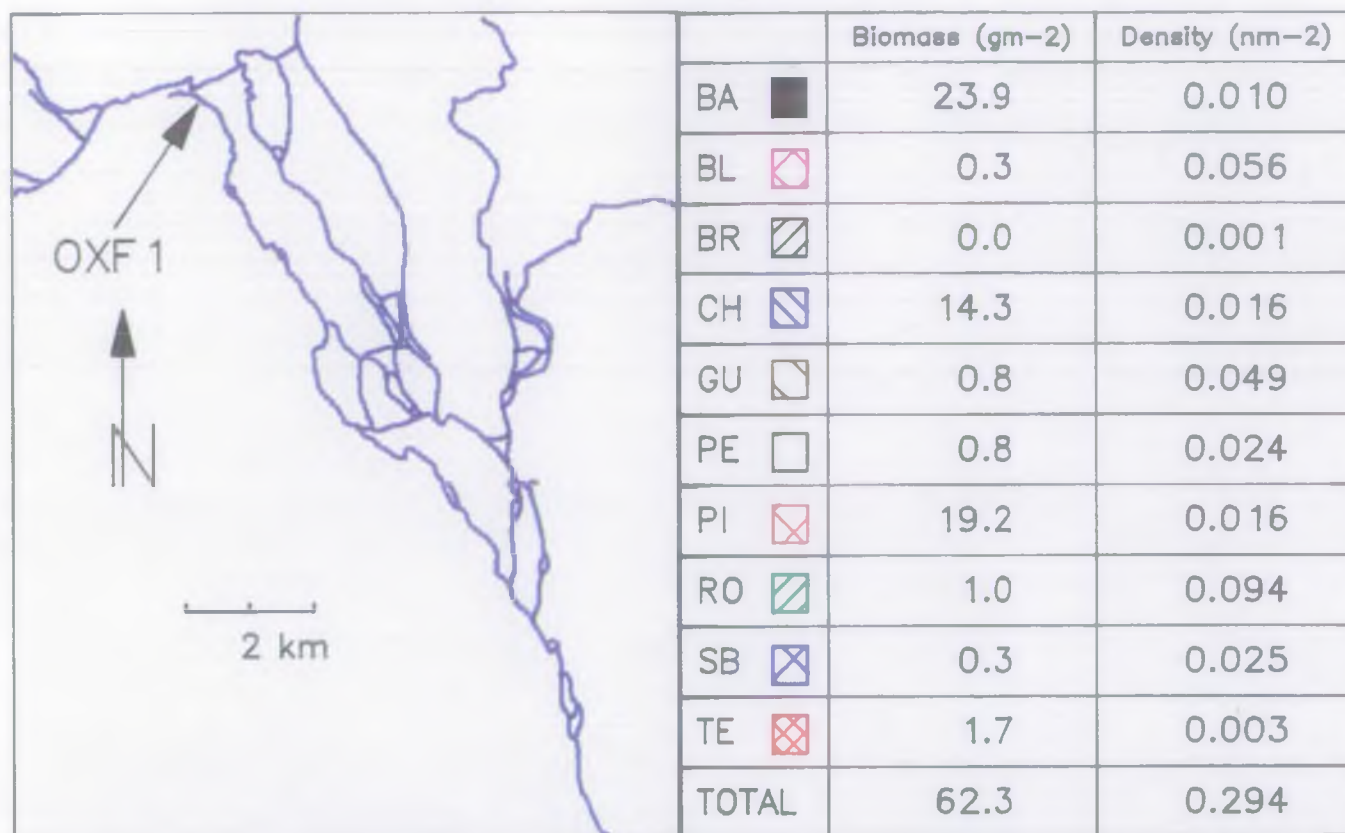 OXF 1
N
2 km
Biomass (gm-2) Density (nm-2)
BA 23.9 0.010
BL 0.3 0.056
BR 0.0 0.001
CH 14.3 0.016
GU 0.8 0.049
PE 0.8 0.024
PI 19.2 0.016
RO 1.0 0.094
SB 0.3 0.025
TE 1.7 0.003
TOTAL 62.3 0.294